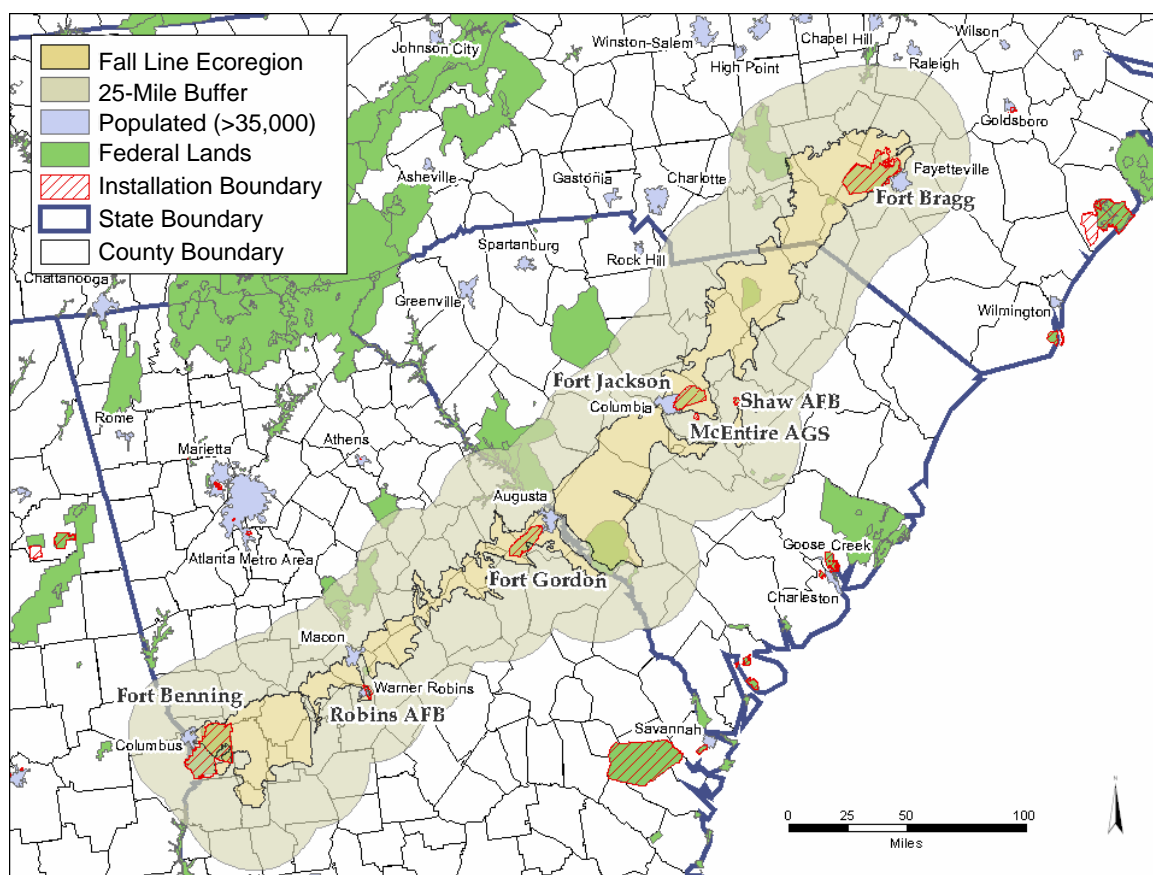 Fall Line Ecoregion
25-Mile Buffer
Populated (>35,000)
Federal Lands
Installation Boundary
State Boundary
County Boundary
Johnson City
Winston-Salem
High Point
Chapel Hill
Raleigh
Wilson
Goldsboro
Asheville
Gastonia
Charlotte
Fayetteville
Fort Bragg
Spartanburg
Rock Hill
Chattanooga
Greenville
Wilmington
Rome
Marietta
Athens
Atlanta Metro Area
Fort Jackson
Columbia
Shaw AFB
McEntire AGS
Augusta
Fort Gordon
Goose Creek
Charleston
Macon
Warner Robins
Robins AFB
Fort Benning
Columbus
Savannah
0 25 50 100
Miles
N